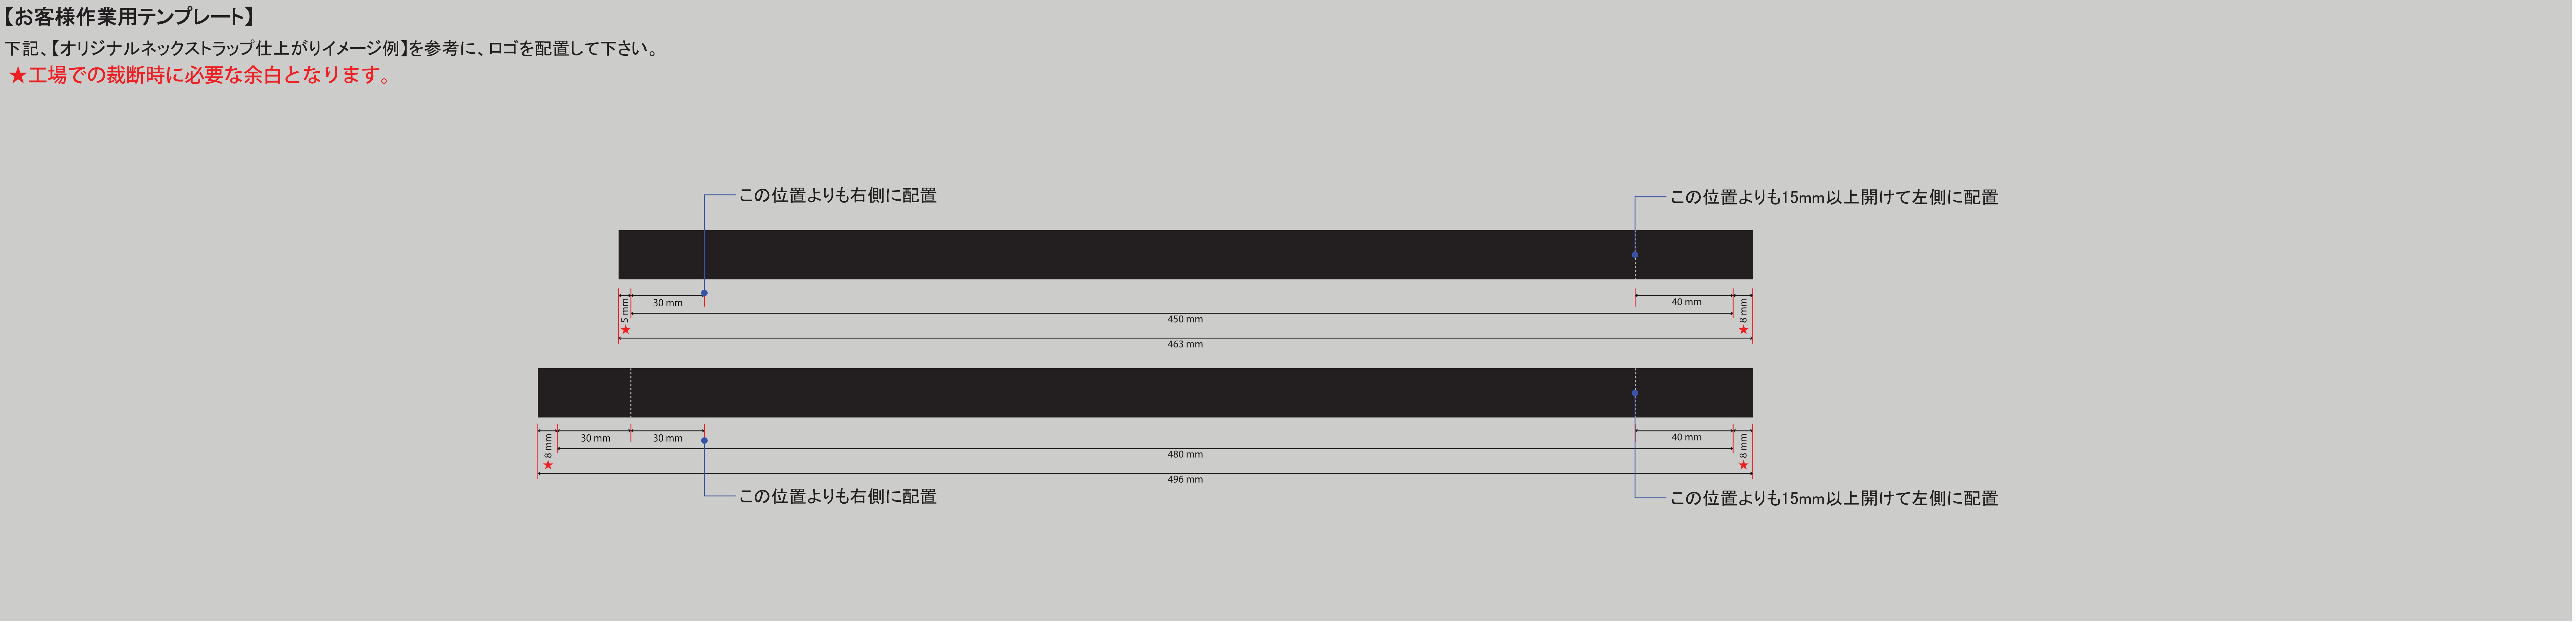 【お客様作業用テンプレート】
下記、【オリジナルネックストラップ仕上がりイメージ例】を参考に、ロゴを配置して下さい。
★工場での裁断時に必要な余白となります。
この位置よりも右側に配置
この位置よりも15mm以上開けて左側に配置
30 mm
40 mm
★5 mm
★8 mm
450 mm
463 mm
30 mm
30 mm
40 mm
★8 mm
★8 mm
480 mm
496 mm
この位置よりも右側に配置
この位置よりも15mm以上開けて左側に配置